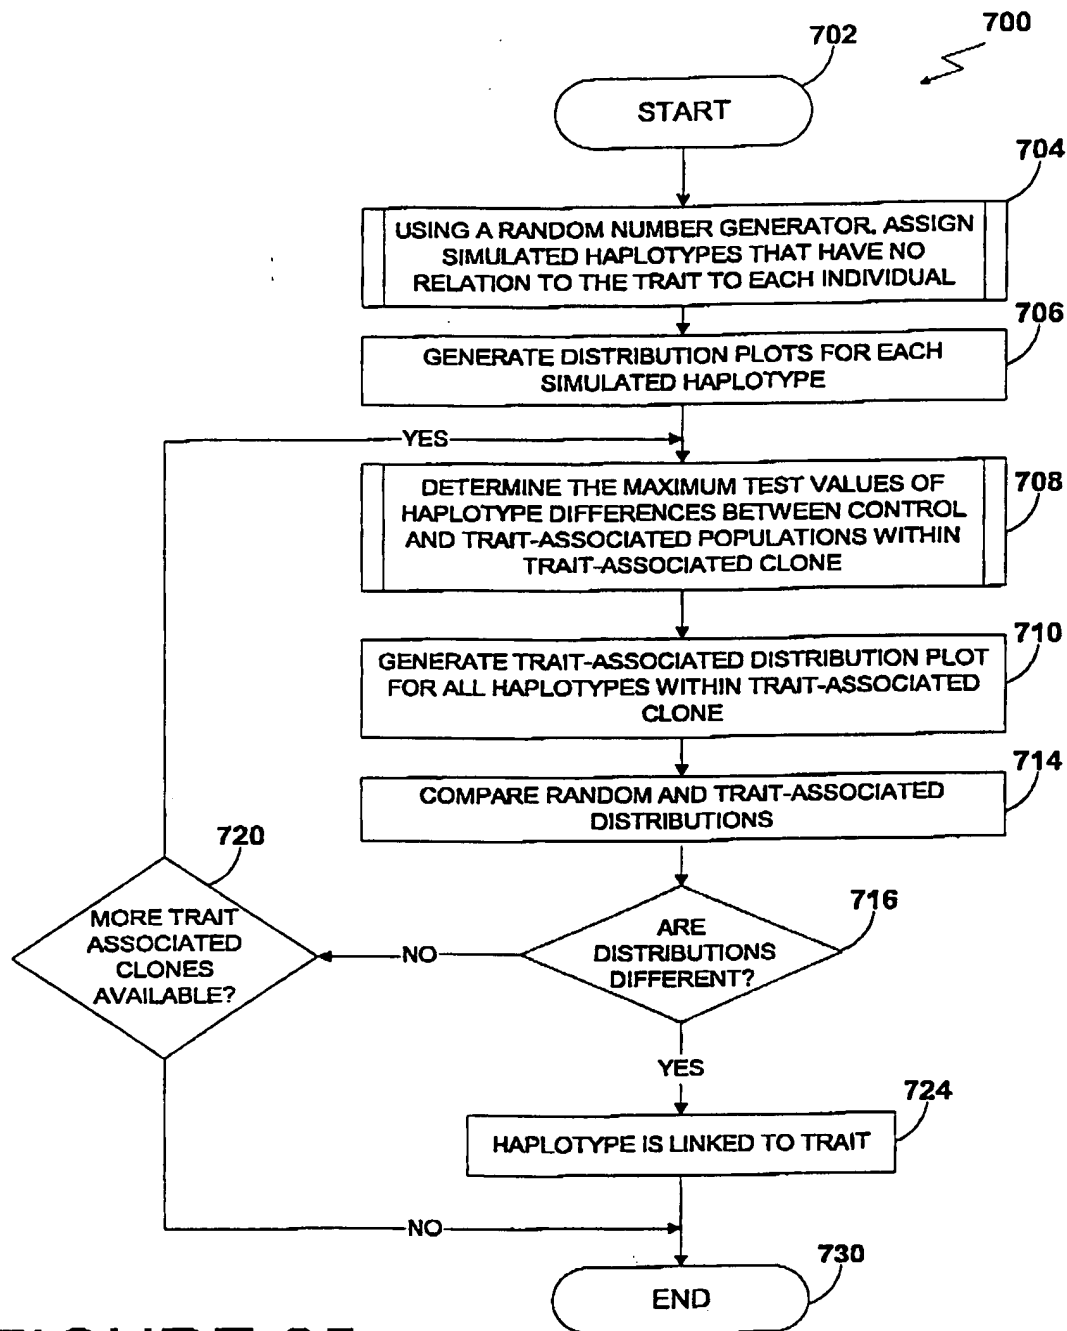 700
702
START
704
USING A RANDOM NUMBER GENERATOR, ASSIGN
SIMULATED HAPLOTYPES THAT HAVE NO
RELATION TO THE TRAIT TO EACH INDIVIDUAL
706
GENERATE DISTRIBUTION PLOTS FOR EACH
SIMULATED HAPLOTYPE
YES
708
DETERMINE THE MAXIMUM TEST VALUES OF
HAPLOTYPE DIFFERENCES BETWEEN CONTROL
AND TRAIT-ASSOCIATED POPULATIONS WITHIN
TRAIT-ASSOCIATED CLONE
710
GENERATE TRAIT-ASSOCIATED DISTRIBUTION PLOT
FOR ALL HAPLOTYPES WITHIN TRAIT-ASSOCIATED
CLONE
714
COMPARE RANDOM AND TRAIT-ASSOCIATED
DISTRIBUTIONS
720
MORE TRAIT
ASSOCIATED
CLONES
AVAILABLE?
716
ARE
DISTRIBUTIONS
DIFFERENT?
NO
YES
724
HAPLOTYPE IS LINKED TO TRAIT
NO
730
END